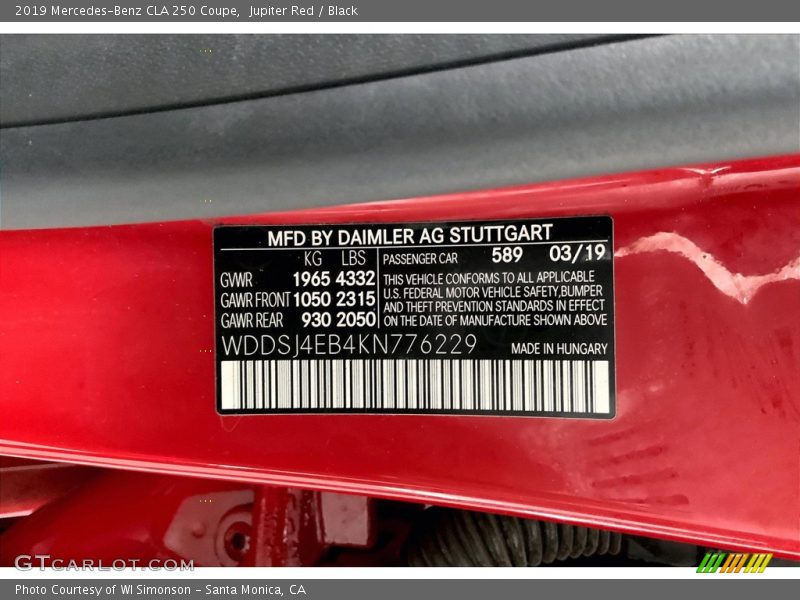 2019 Mercedes-Benz CLA 250 Coupe, Jupiter Red / Black
MFD BY DAIMLER AG STUTTGART
KG LBS
GVWR 1965 4332
GAWR FRONT 1050 2315
GAWR REAR 930 2050
PASSENGER CAR 589 03/19
THIS VEHICLE CONFORMS TO ALL APPLICABLE
U.S. FEDERAL MOTOR VEHICLE SAFETY, BUMPER
AND THEFT PREVENTION STANDARDS IN EFFECT
ON THE DATE OF MANUFACTURE SHOWN ABOVE
WDDSJ4EB4KN776229
MADE IN HUNGARY
GTCARLOT.COM
Photo Courtesy of WI Simonson - Santa Monica, CA